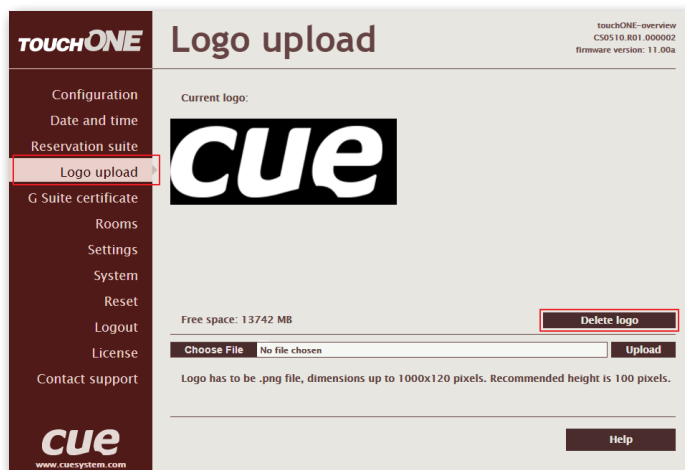 TOUCHONE
Logo upload
touchONE-overview
CS0510.R01.000002
firmware version: 11.00a
Configuration
Date and time
Reservation suite
Logo upload
G Suite certificate
Rooms
Settings
System
Reset
Logout
License
Contact support
cue
www.cuesystem.com
Current logo:
cue
Free space: 13742 MB
Delete logo
Choose File No file chosen
Upload
Logo has to be .png file, dimensions up to 1000x120 pixels. Recommended height is 100 pixels.
Help